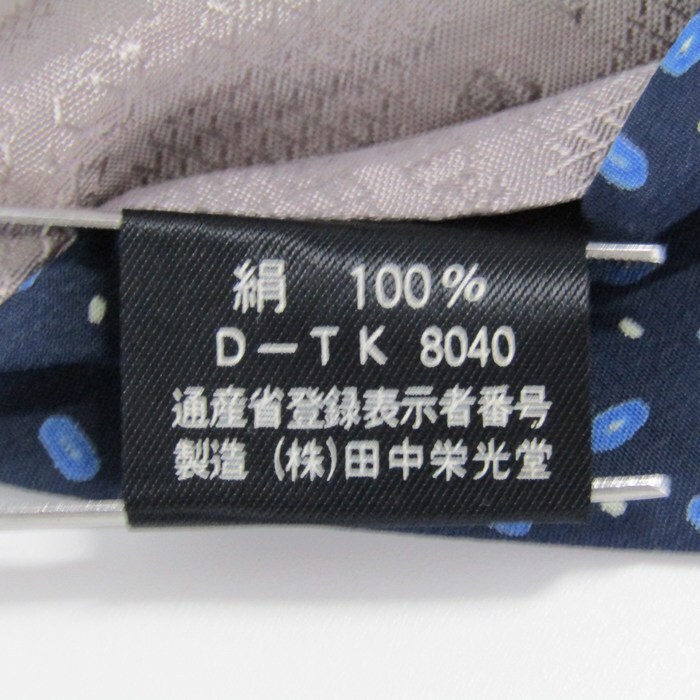 絹 100%
D-TK 8040
通産省登録表示者番号
製造 (株)田中栄光堂